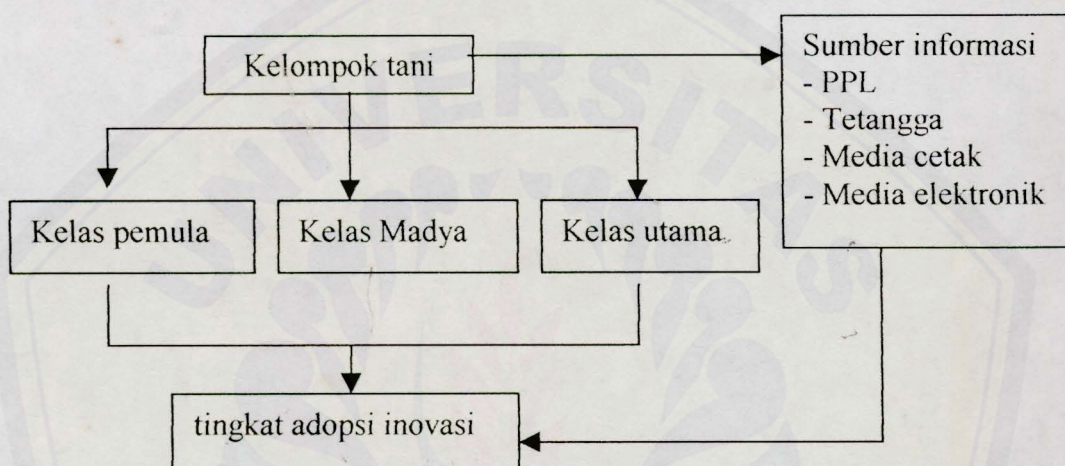 Kelompok tani
Sumber informasi
- PPL
- Tetangga
- Media cetak
- Media elektronik
Kelas pemula
Kelas Madya
Kelas utama
tingkat adopsi inovasi
UNIVERSITAS